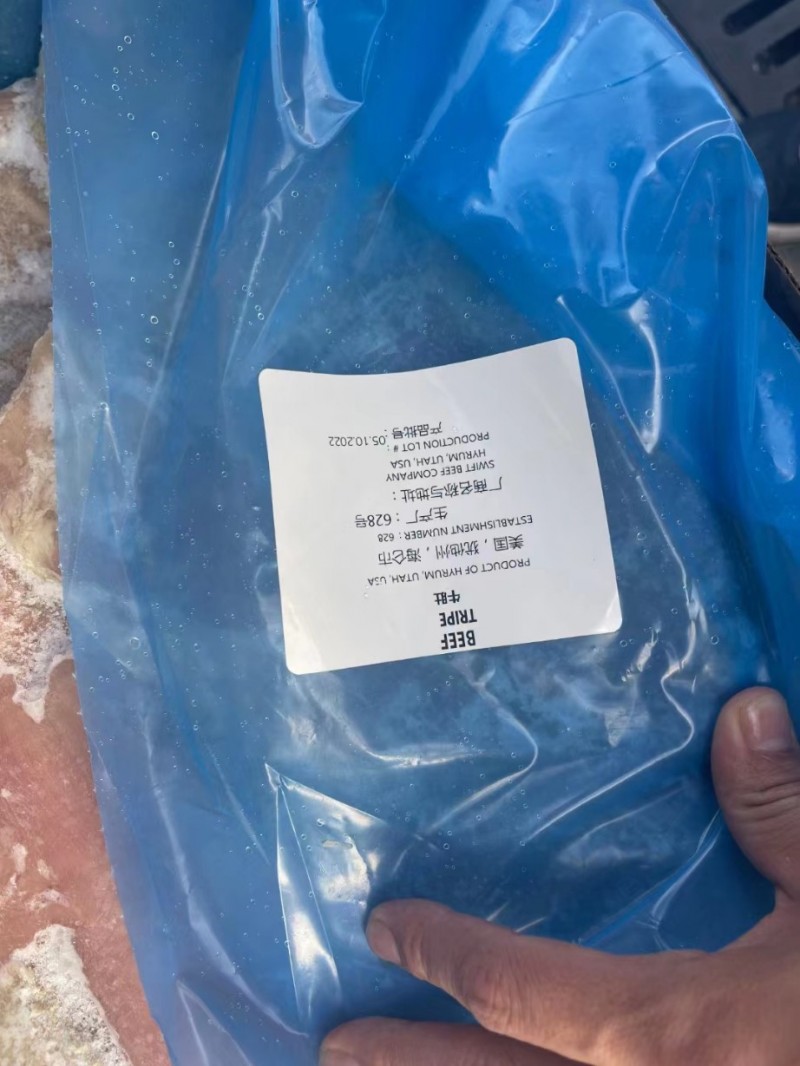 BEEF
TRIPE
牛肚
PRODUCT OF HYRUM, UTAH, USA
美国，犹他州，海仑市
ESTABLISHMENT NUMBER: 628
生产厂：628号
厂商名称与地址：
SWIFT BEEF COMPANY
HYRUM, UTAH, USA
PRODUCTION LOT #:
产品批号：05.10.2022